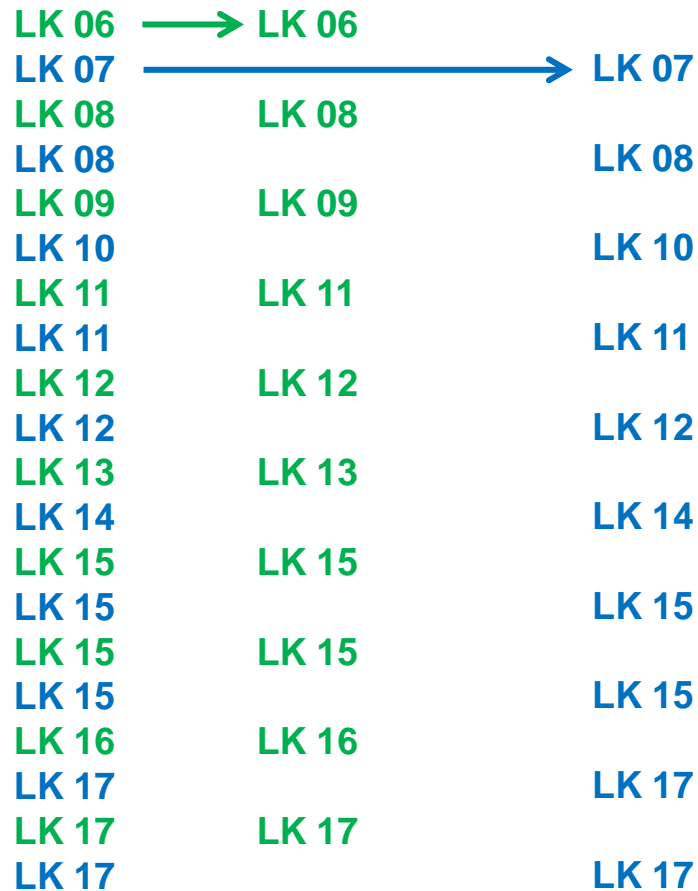 LK 06 LK 06
LK 07 LK 07
LK 08 LK 08
LK 08 LK 08
LK 09 LK 09
LK 10 LK 10
LK 11 LK 11
LK 11 LK 11
LK 12 LK 12
LK 12 LK 12
LK 13 LK 13
LK 14 LK 14
LK 15 LK 15
LK 15 LK 15
LK 15 LK 15
LK 15 LK 15
LK 16 LK 16
LK 17 LK 17
LK 17 LK 17
LK 17 LK 17